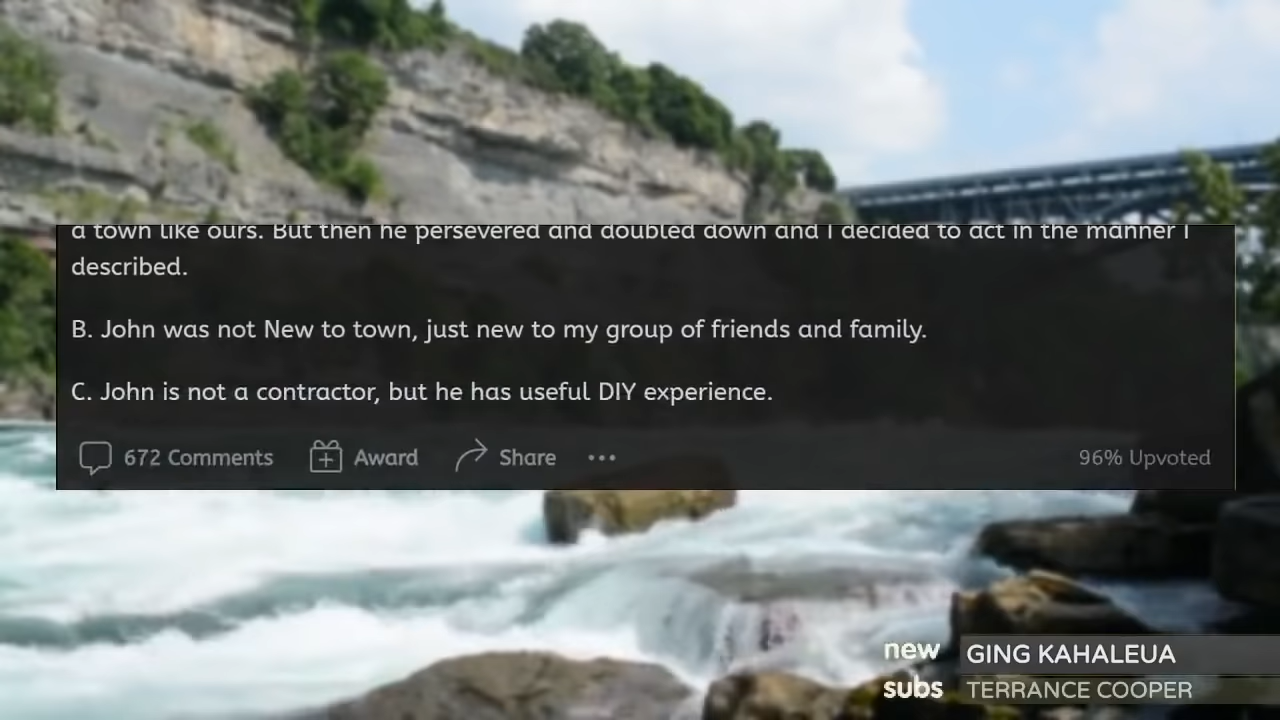 a town like ours. But then he persevered and doubled down and I decided to act in the manner I
described.
B. John was not New to town, just new to my group of friends and family.
C. John is not a contractor, but he has useful DIY experience.
672 Comments Award Share 96% Upvoted
new GING KAHALEUA
subs TERRANCE COOPER